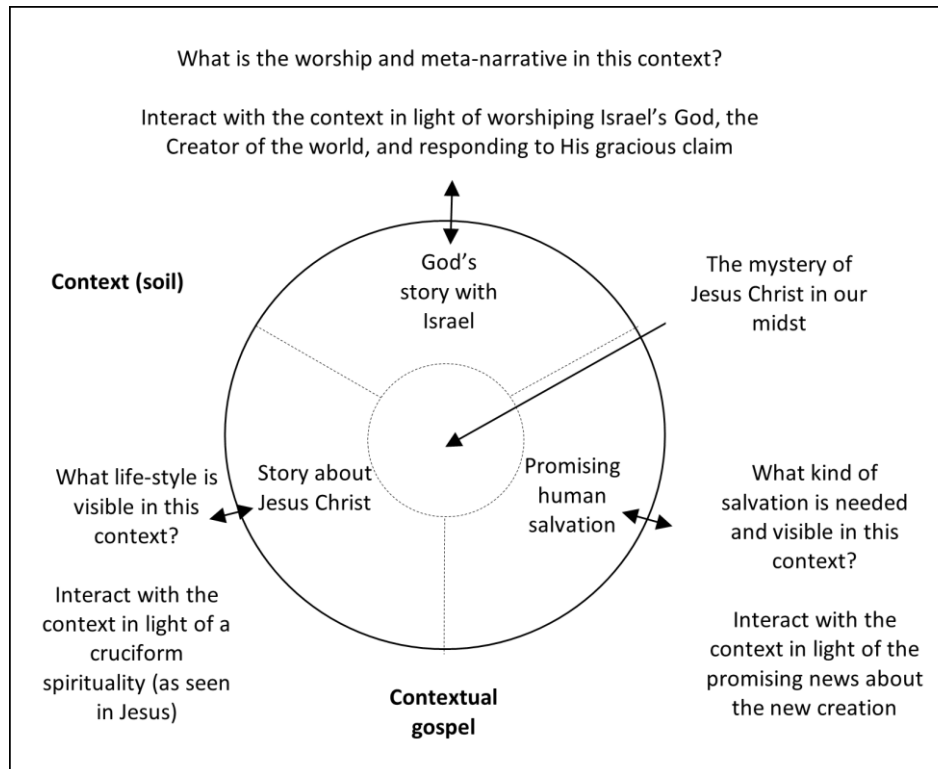 What is the worship and meta-narrative in this context?
Interact with the context in light of worshiping Israel’s God, the
Creator of the world, and responding to His gracious claim
Context (soil)
God’s
story with
Israel
The mystery of
Jesus Christ in our
midst
What life-style is
visible in this
context?
Interact with the
context in light of a
cruciform
spirituality (as seen
in Jesus)
Story about
Jesus Christ
Promising
human
salvation
What kind of
salvation is needed
and visible in this
context?
Interact with the
context in light of the
promising news about
the new creation
Contextual
gospel